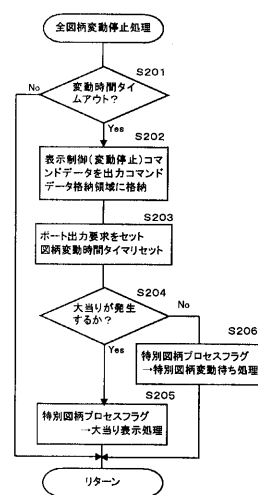 全図柄変動停止処理
S201
No
変動時間タイ
ムアウト?
Yes
S202
表示制御(変動停止)コマ
ンドデータを出力コマンド
データ格納領域に格納
S203
ポート出力要求をセット
図柄変動時間タイマリセット
S204
大当りが発生
するか?
No
Yes
S206
特別図柄プロセスフラグ
→特別図柄変動待ち処理
S205
特別図柄プロセスフラグ
→大当り表示処理
リターン